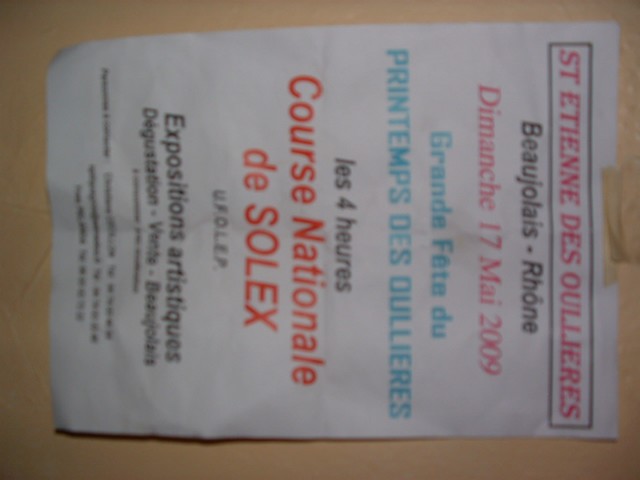 ST ETIENNE DES OULLIERES
Beaujolais - Rhône
Dimanche 17 Mai 2009
Grande Fête du
PRINTEMPS DES OULLIERES
les 4 heures
Course Nationale
de SOLEX
U.F.O.L.E.P.
Expositions artistiques
Dégustation - Vente - Beaujolais